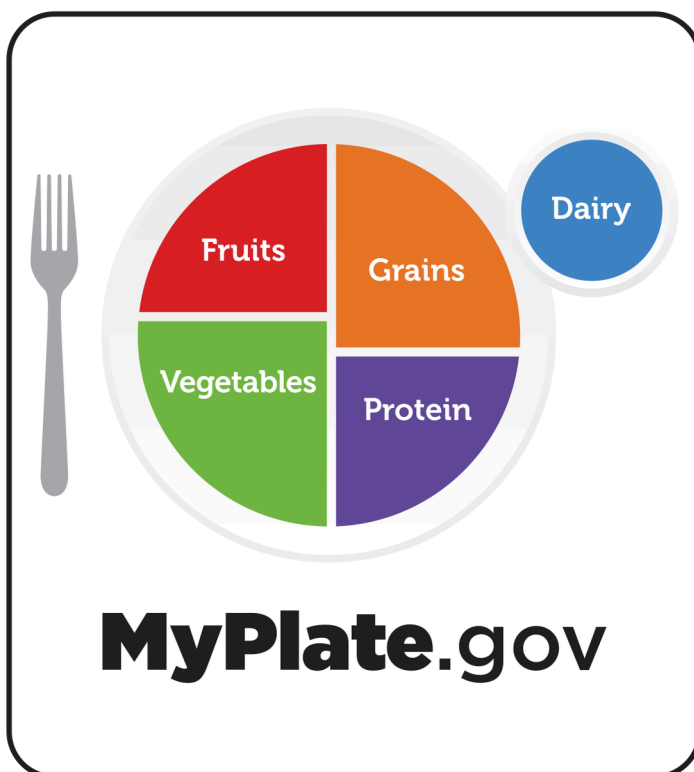 Fruits
Grains
Dairy
Vegetables
Protein
MyPlate.gov